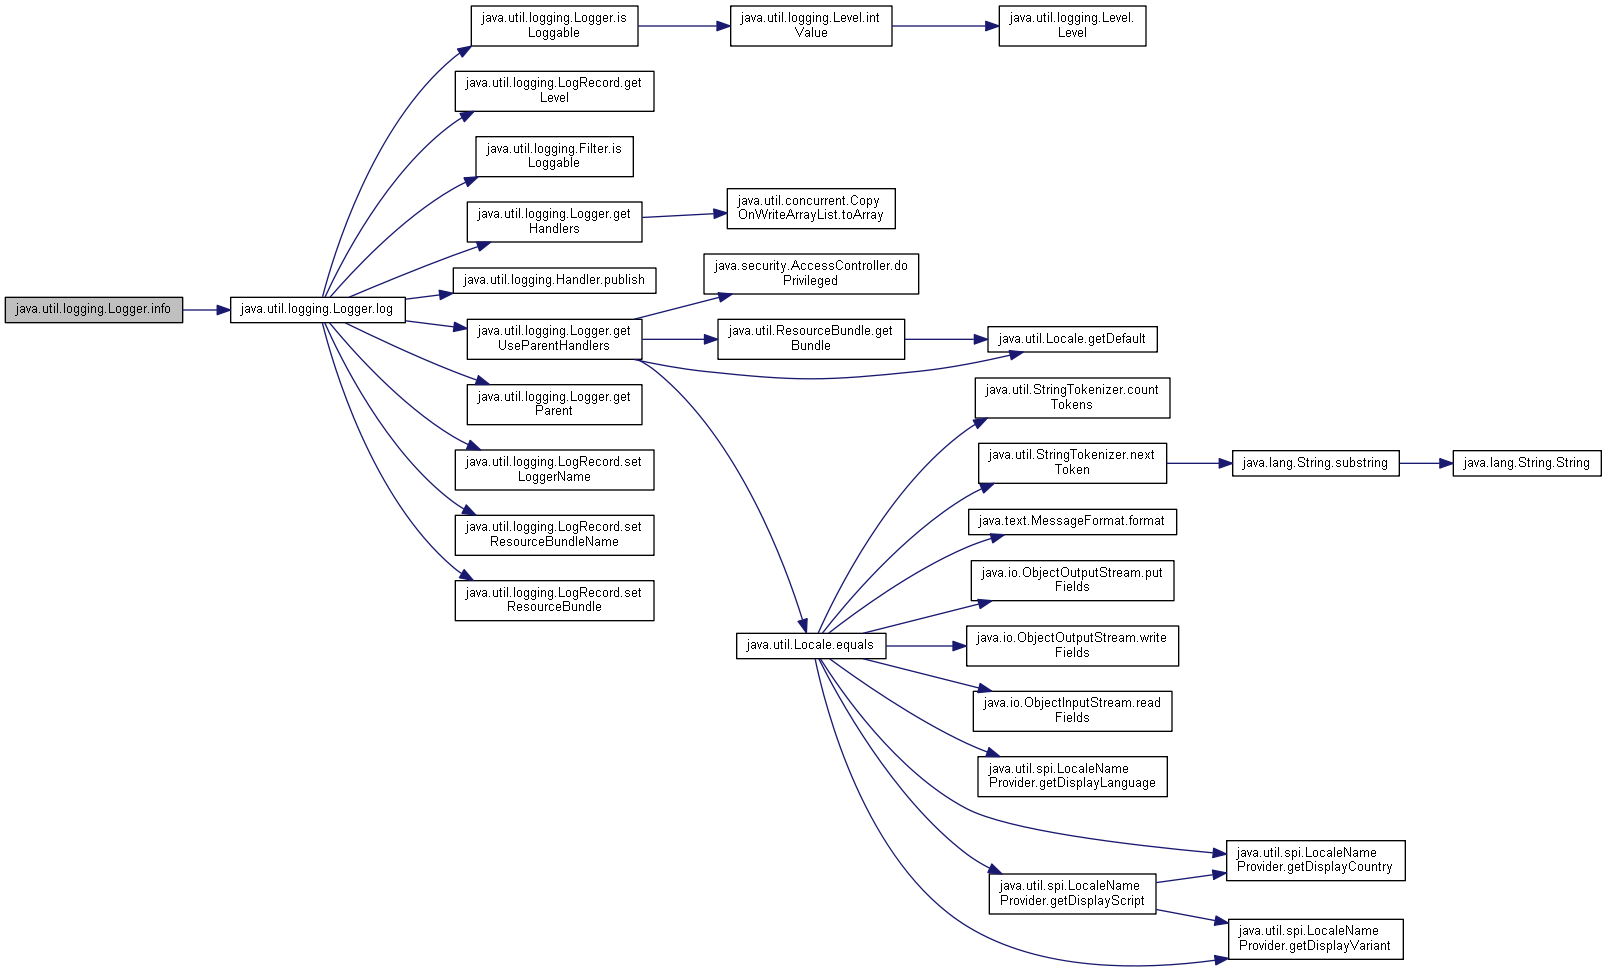 java.util.logging.Logger.info
java.util.logging.Logger.log
java.util.logging.Logger.is
Loggable
java.util.logging.Level.int
Value
java.util.logging.Level.
Level
java.util.logging.LogRecord.get
Level
java.util.logging.Filter.is
Loggable
java.util.logging.Logger.get
Handlers
java.util.concurrent.Copy
OnWriteArrayList.toArray
java.util.logging.Handler.publish
java.util.logging.Logger.get
UseParentHandlers
java.security.AccessController.do
Privileged
java.util.ResourceBundle.get
Bundle
java.util.Locale.getDefault
java.util.logging.Logger.get
Parent
java.util.logging.LogRecord.set
LoggerName
java.util.logging.LogRecord.set
ResourceBundleName
java.util.logging.LogRecord.set
ResourceBundle
java.util.Locale.equals
java.util.StringTokenizer.count
Tokens
java.util.StringTokenizer.next
Token
java.lang.String.substring
java.lang.String.String
java.text.MessageFormat.format
java.io.ObjectOutputStream.put
Fields
java.io.ObjectOutputStream.write
Fields
java.io.ObjectInputStream.read
Fields
java.util.spi.LocaleName
Provider.getDisplayLanguage
java.util.spi.LocaleName
Provider.getDisplayCountry
java.util.spi.LocaleName
Provider.getDisplayScript
java.util.spi.LocaleName
Provider.getDisplayVariant